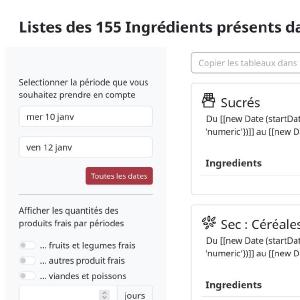 Listes des 155 Ingrédients présents da
Selectionner la période que vous
souhaitez prendre en compte
mer 10 janv
ven 12 janv
Toutes les dates
Afficher les quantités des
produits frais par périodes
... fruits et legumes frais
... autres produit frais
... viandes et poissons
jours
Copier les tableaux dans
Sucrés
Du [[new Date (startDat
'numeric'})]] au [[new D
Ingrédients
Sec : Céréales
Du [[new Date (startDat
'numeric'})]] au [[new D
Ingrédients